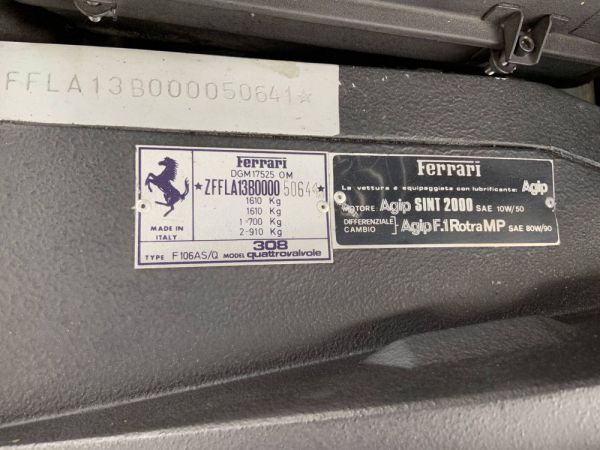 FFLA13B000050641★
Ferrari
DGM 17525 OM
★ZFFLA13B0000
1610 Kg
1610 Kg
1-700 Kg
2-910 Kg
MADE IN
ITALY
308
TYPE F106AS/Q MODEL quattrovalvole
Ferrari
La vettura è equipaggiata con lubrificante: Agip
MOTORE: Agip SINT 2000 SAE 10W/50
DIFFERENZIALE
CAMBIO } Agip F.1 Rotra MP SAE 80W/90